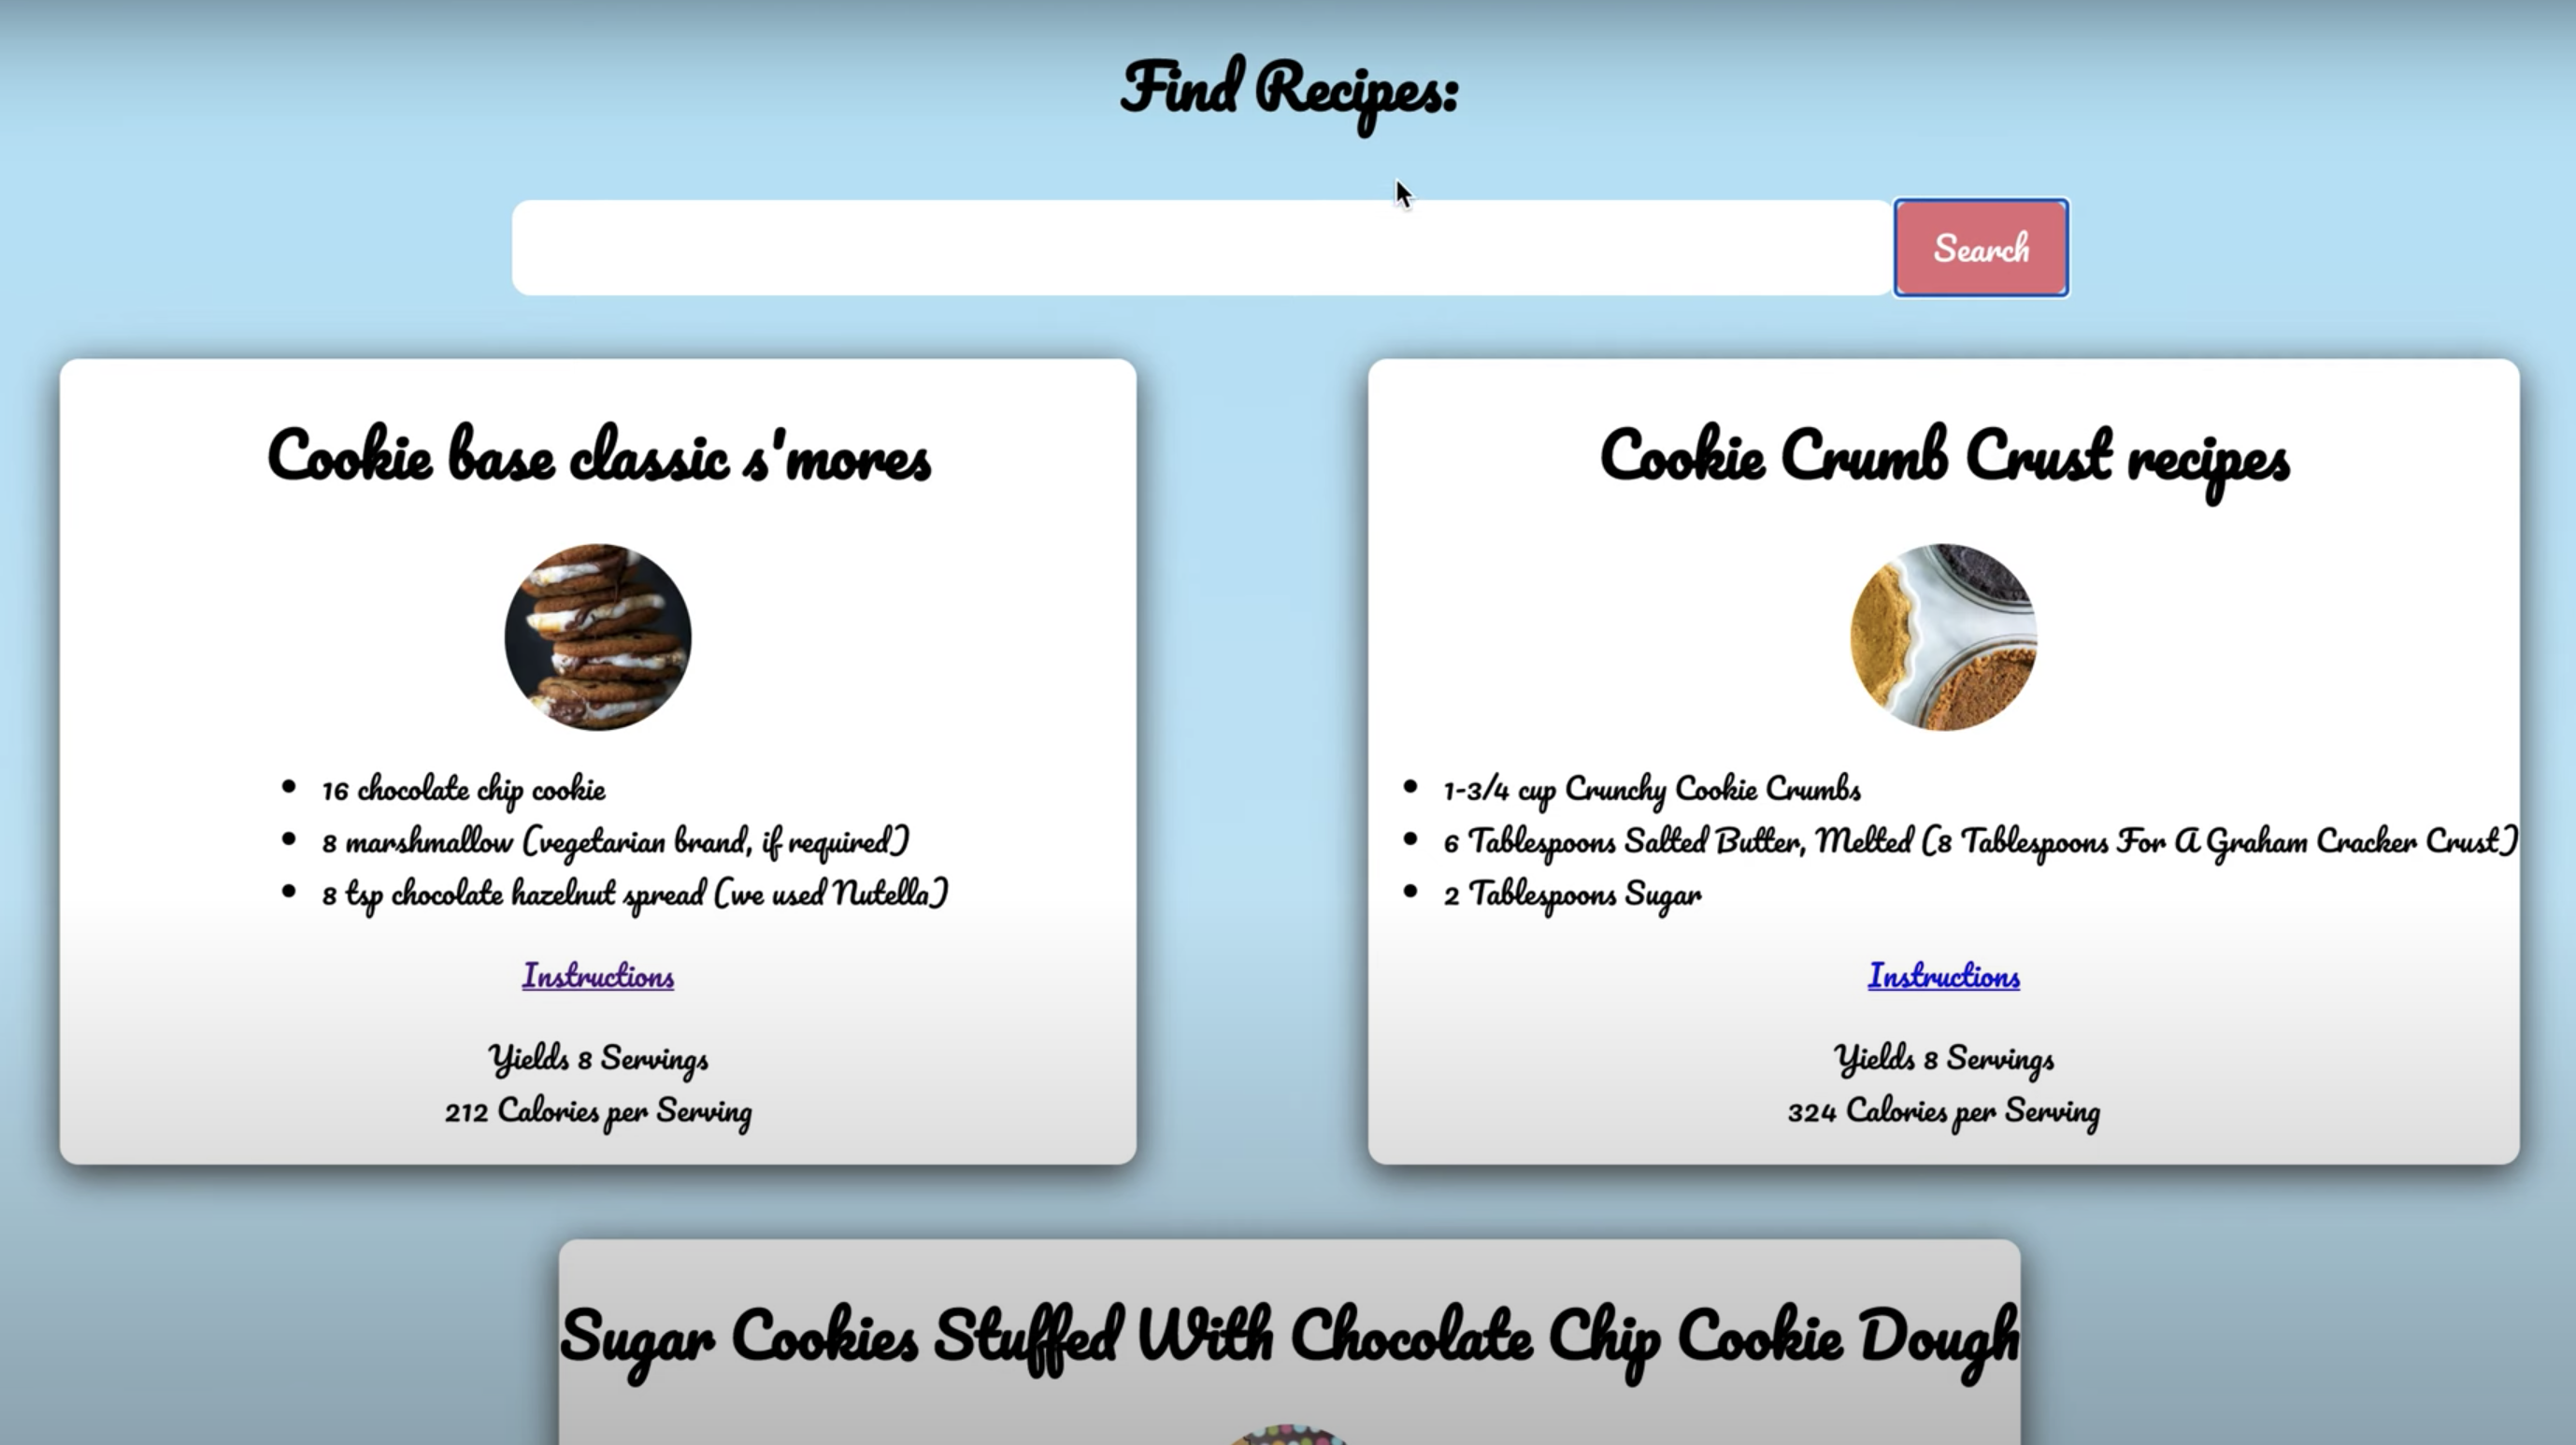 Find Recipes:
Search
Cookie base classic s'mores
16 chocolate chip cookie
8 marshmallow (vegetarian brand, if required)
8 tsp chocolate hazelnut spread (we used Nutella)
Instructions
Yields 8 Servings
212 Calories per Serving
Cookie Crumb Crust recipes
1-3/4 cup Crunchy Cookie Crumbs
6 Tablespoons Salted Butter, Melted (8 Tablespoons For A Graham Cracker Crust)
2 Tablespoons Sugar
Instructions
Yields 8 Servings
324 Calories per Serving
Sugar Cookies Stuffed With Chocolate Chip Cookie Dough